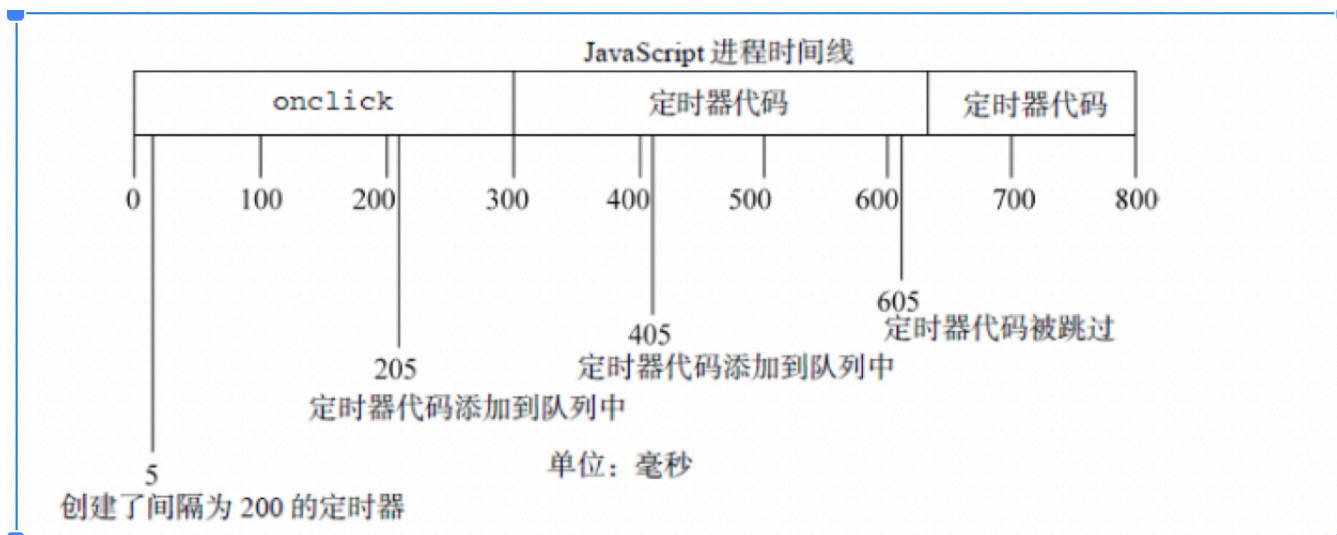 JavaScript 进程时间线
onclick 定时器代码 定时器代码
0 100 200 300 400 500 600 700 800
605
定时器代码被跳过
405
定时器代码添加到队列中
205
定时器代码添加到队列中
单位：毫秒
5
创建了间隔为 200 的定时器